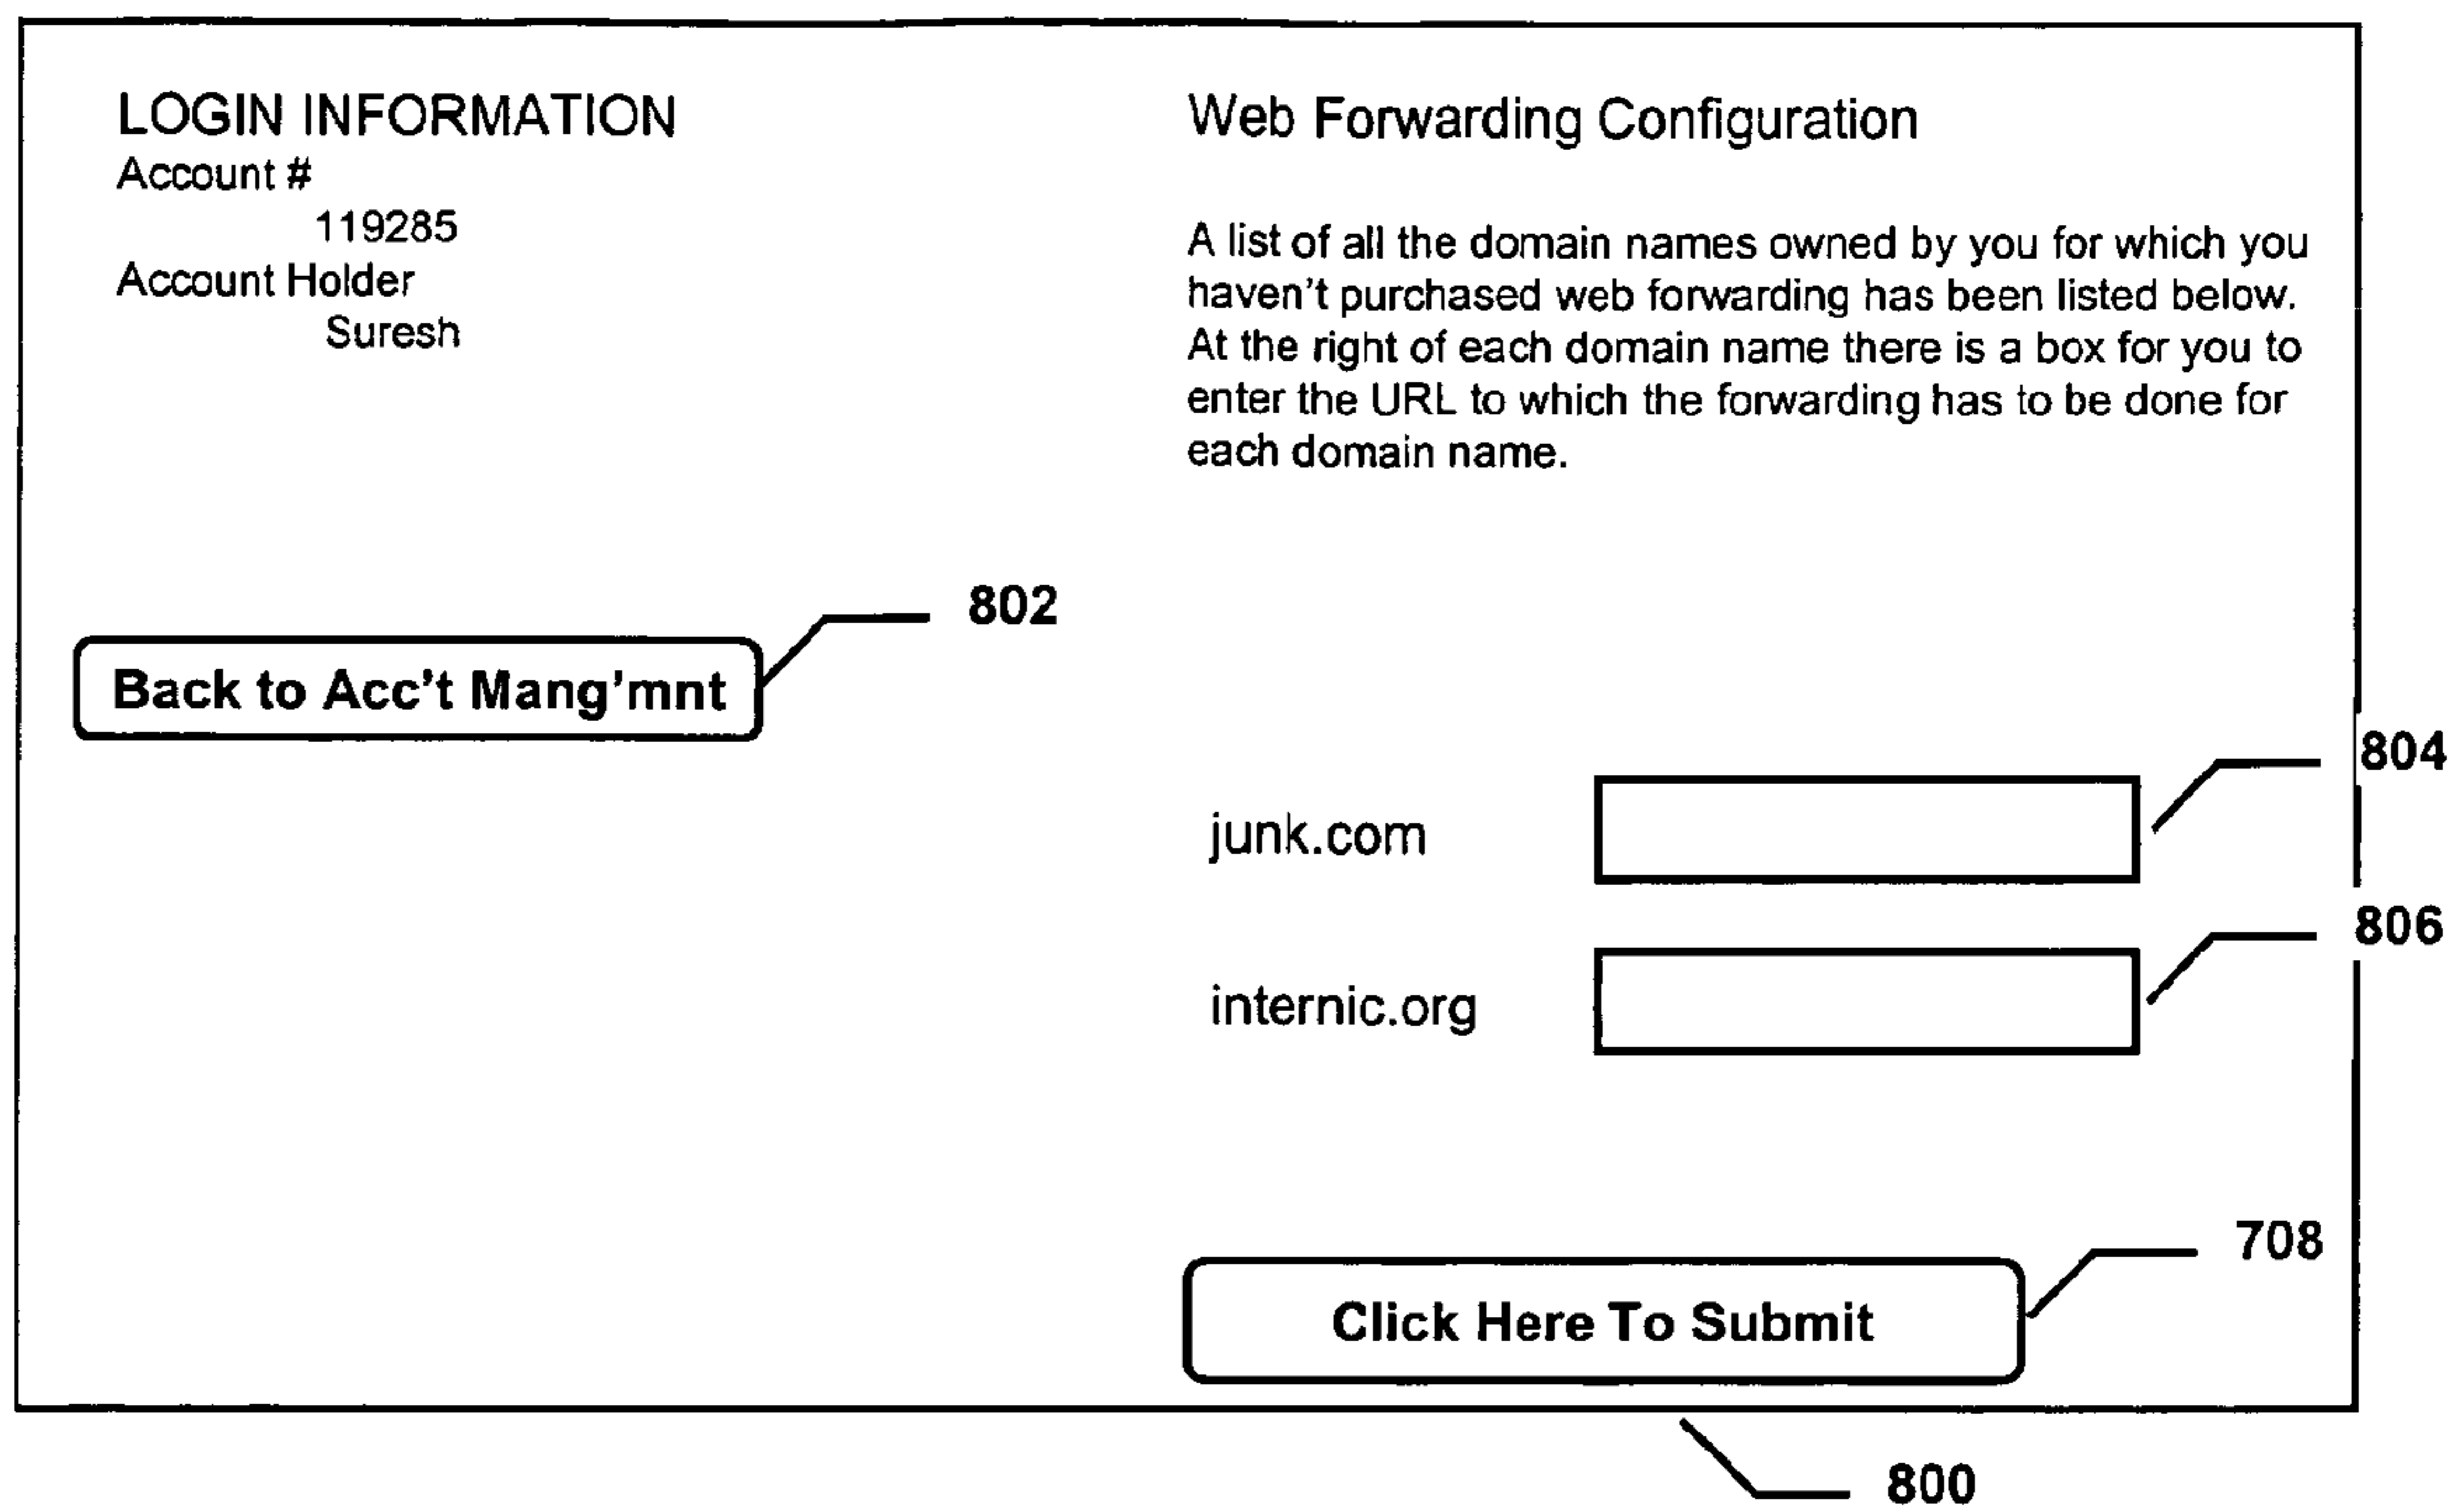 LOGIN INFORMATION
Account #
119285
Account Holder
Suresh
Web Forwarding Configuration
A list of all the domain names owned by you for which you
haven't purchased web forwarding has been listed below.
At the right of each domain name there is a box for you to
enter the URL to which the forwarding has to be done for
each domain name.
802
Back to Acc't Mang'mnt
804
junk.com
806
internic.org
708
Click Here To Submit
800